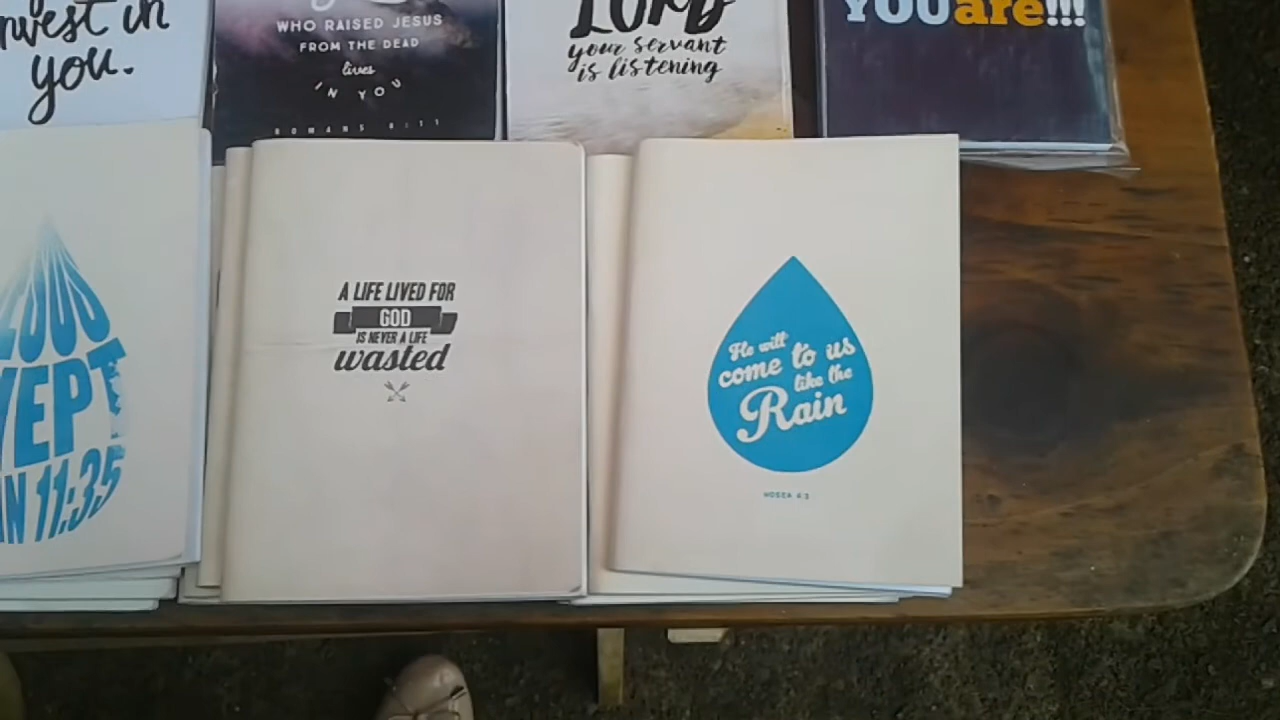 nvest in
you.
WHO RAISED JESUS
FROM THE DEAD
lives
IN YOU
ROMANS 8:11
LORD
your servant
is listening
YOU are!!!
WEPT
11:35
A LIFE LIVED FOR
GOD
IS NEVER A LIFE
wasted
He will
come to us
like the
Rain
HOSEA 6:3